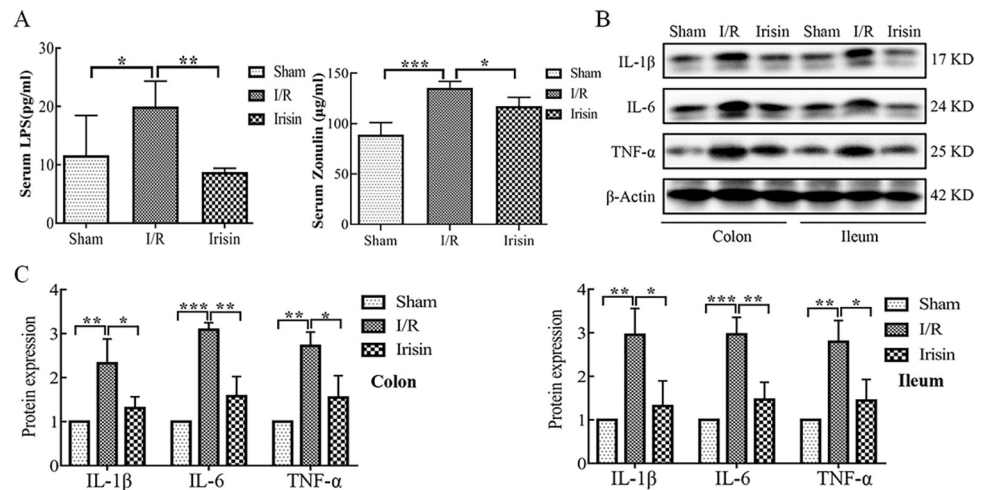 A
Serum LPS(pg/ml)
30
20
10
0
* **
Sham
I/R
Irisin
Sham I/R Irisin
Serum Zonulin (μg/ml)
150
100
50
0
*** *
Sham
I/R
Irisin
Sham I/R Irisin
B
Sham I/R Irisin Sham I/R Irisin
IL-1β 17 KD
IL-6 24 KD
TNF-α 25 KD
β-Actin 42 KD
Colon Ileum
C
Protein expression
4
3
2
1
0
** * *** ** ** *
Sham
I/R
Irisin
Colon
IL-1β IL-6 TNF-α
Protein expression
4
3
2
1
0
** * *** ** ** *
Sham
I/R
Irisin
Ileum
IL-1β IL-6 TNF-α